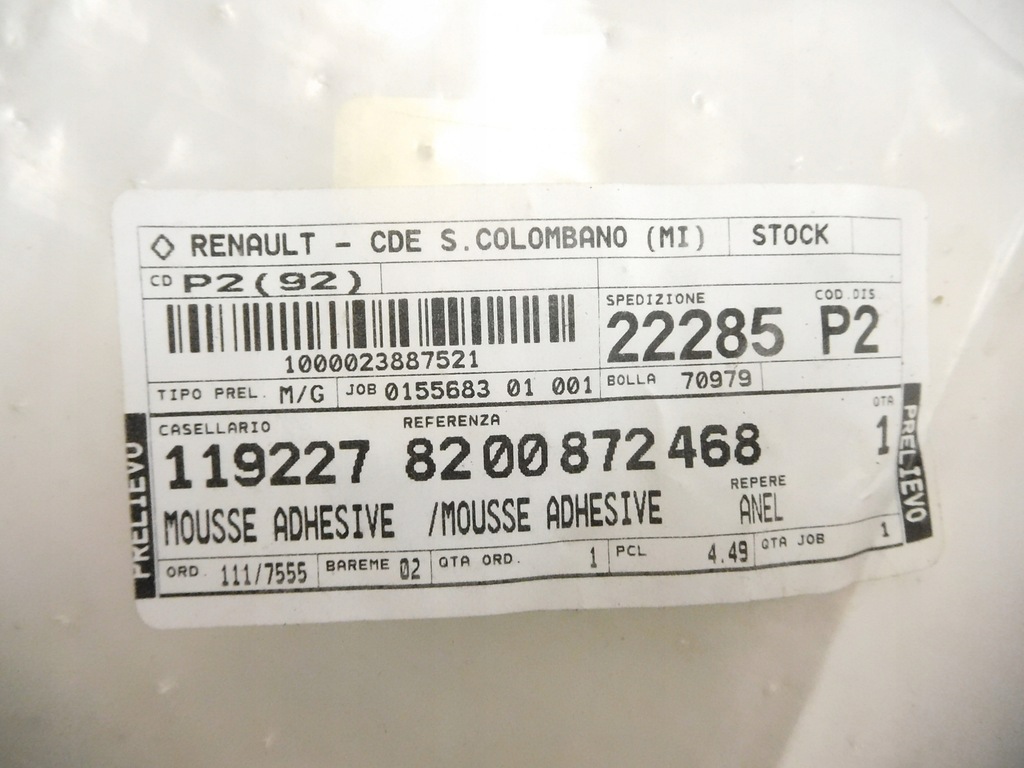 RENAULT - CDE S.COLOMBANO (MI) STOCK
CD P2(92)
1000023887521
SPEDIZIONE COD.DIS
22285 P2
TIPO PREL. M/G JOB 0155683 01 001 BOLLA 70979
CASELLARIO REFERENZA QTA
119227 8200872468 1
REPERE
MOUSSE ADHESIVE /MOUSSE ADHESIVE ANEL
ORD. 111/7555 BAREME 02 QTA ORD. 1 PCL 4.49 QTA JOB 1
PRELIEVO
PRELIEVO